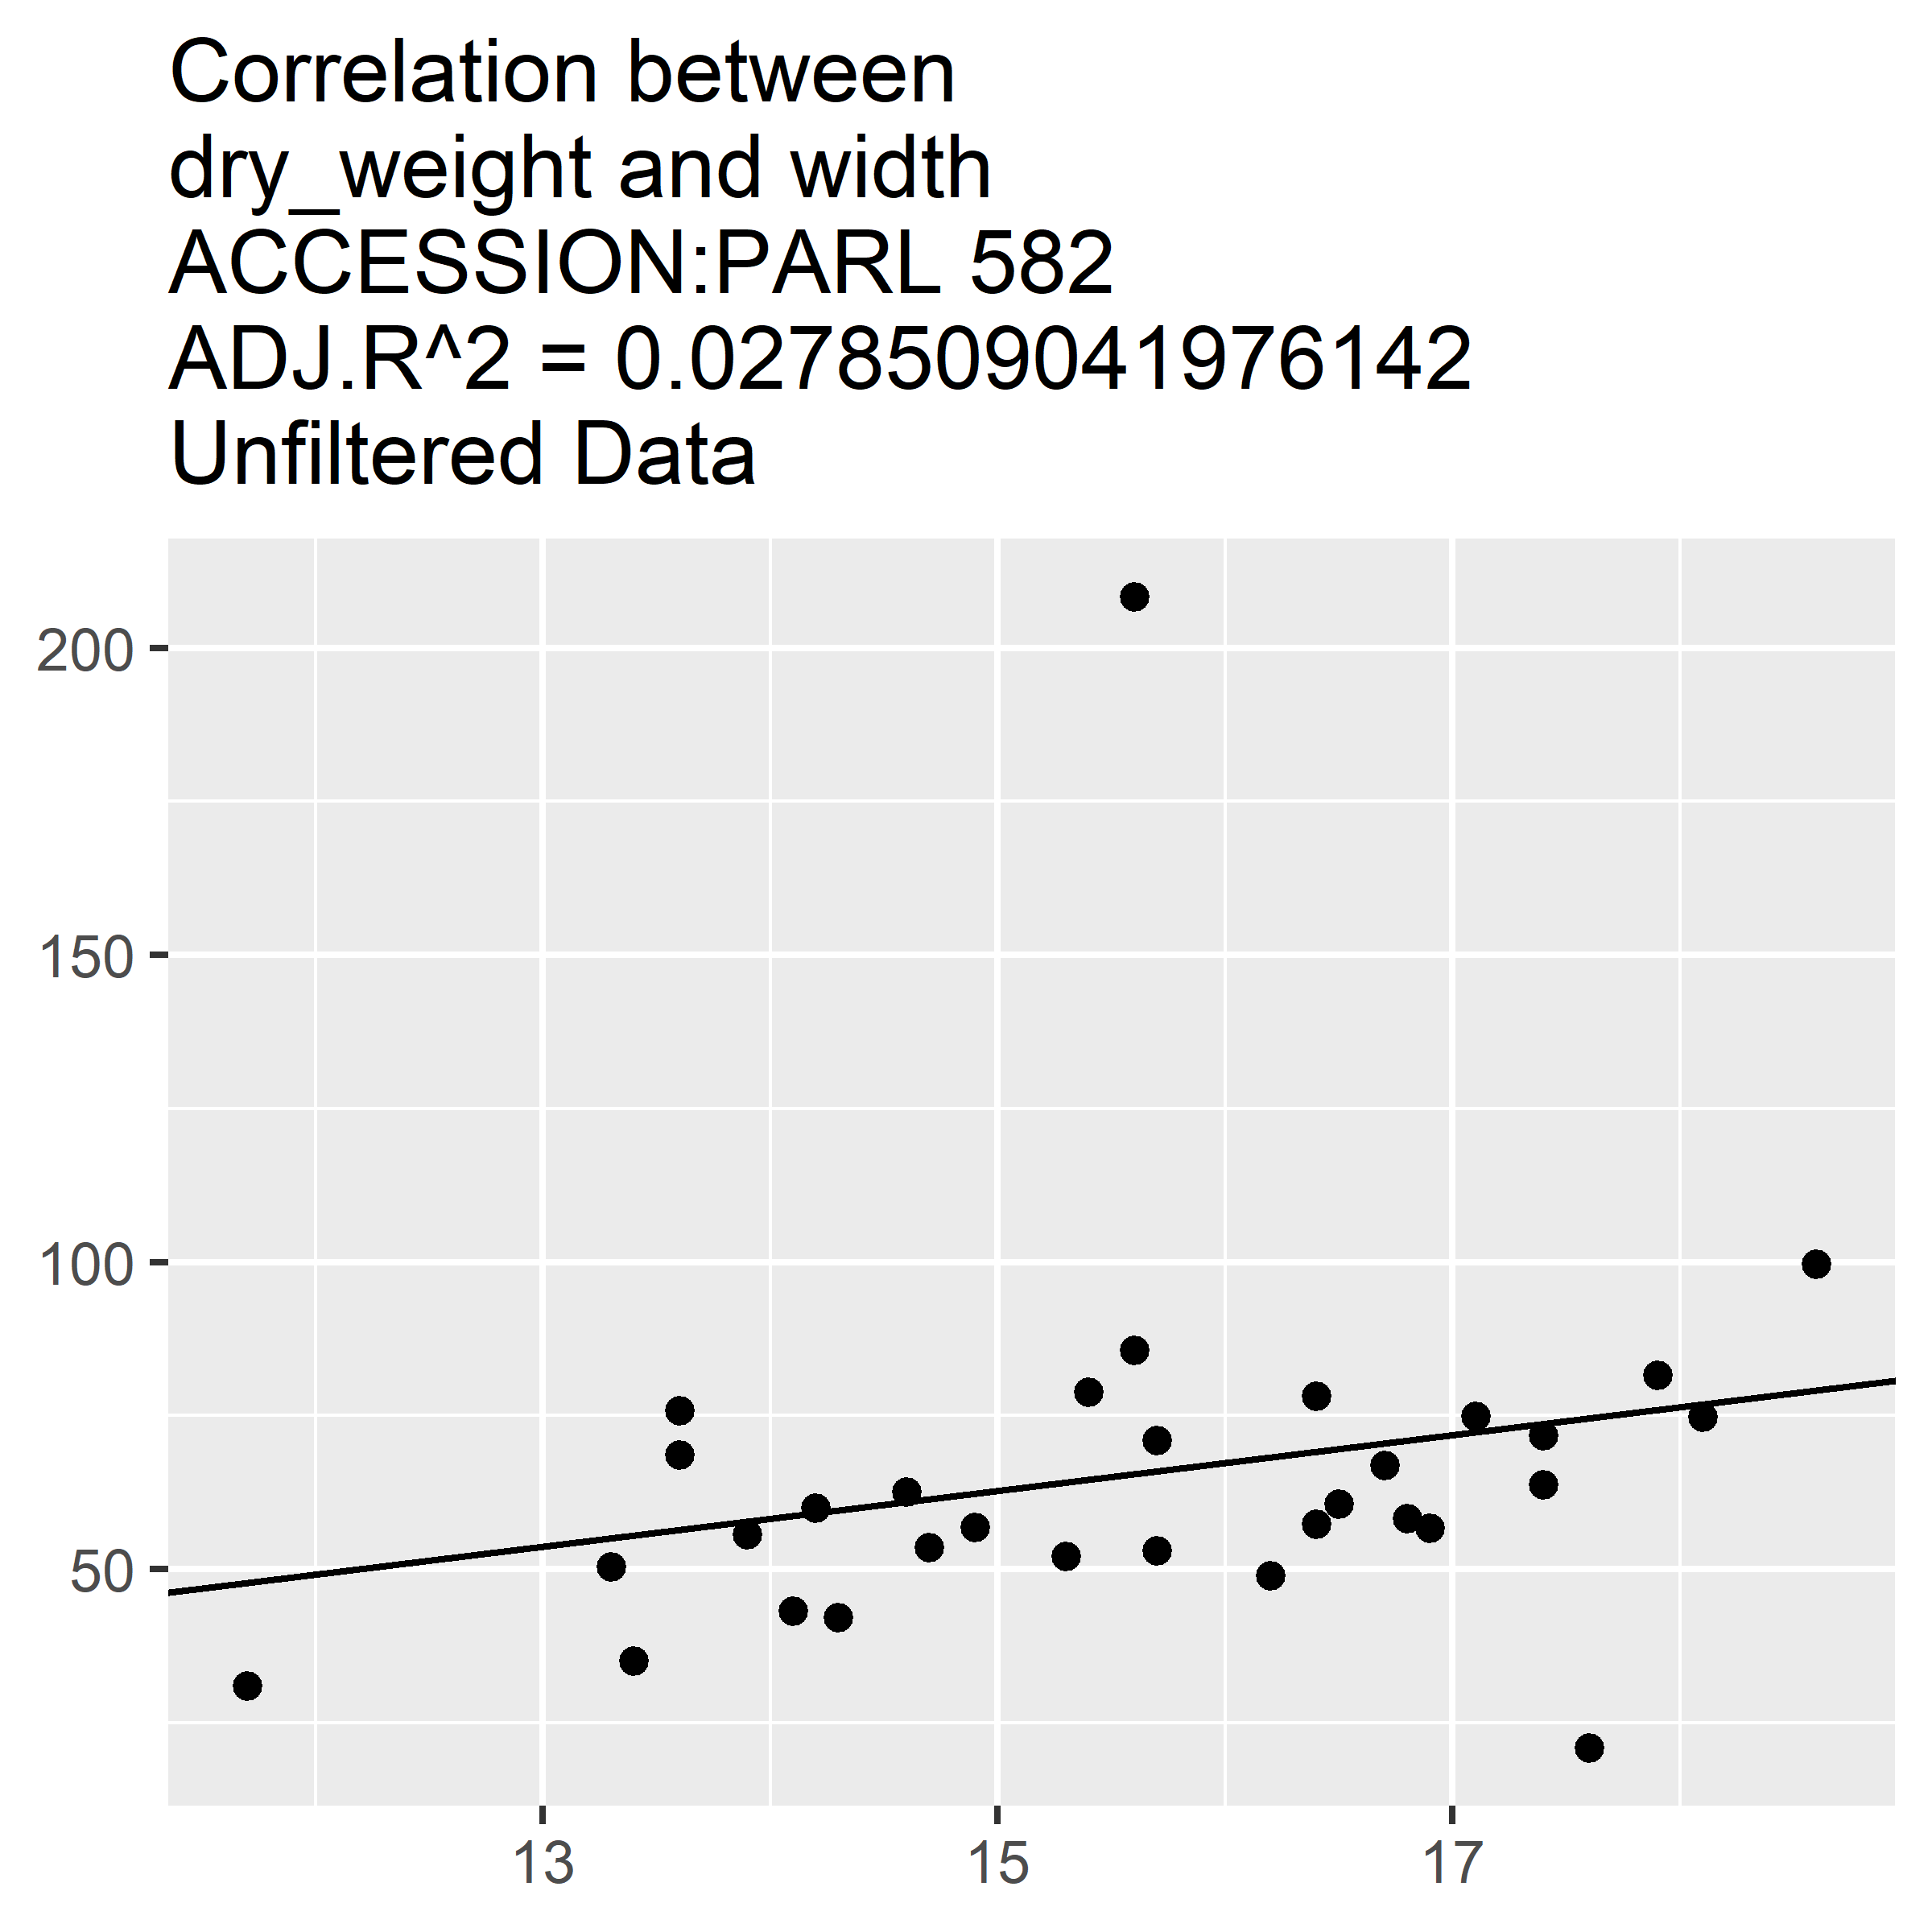 Correlation between
dry_weight and width
ACCESSION:PARL 582
ADJ.R^2 = 0.0278509041976142
Unfiltered Data
200
150
100
50
13
15
17